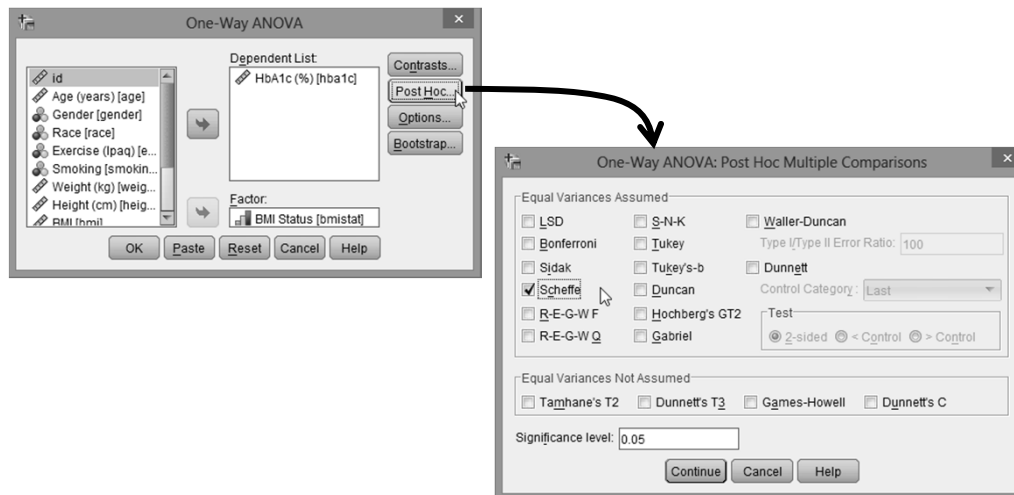 One-Way ANOVA
Dependent List:
id
Age (years) [age]
Gender [gender]
Race [race]
Exercise (Ipaq) [e...
Smoking [smokin...
Weight (kg) [weig...
Height (cm) [heig...
BMI [bmi]
HbA1c (%) [hba1c]
Factor:
BMI Status [bmistat]
Contrasts...
Post Hoc...
Options...
Bootstrap...
OK Paste Reset Cancel Help
One-Way ANOVA: Post Hoc Multiple Comparisons
Equal Variances Assumed
LSD S-N-K Waller-Duncan
Bonferroni Tukey Type I/Type II Error Ratio: 100
Sidak Tukey's-b Dunnett
Scheffe Duncan Control Category : Last
R-E-G-W F Hochberg's GT2 Test
R-E-G-W Q Gabriel 2-sided < Control > Control
Equal Variances Not Assumed
Tamhane's T2 Dunnett's T3 Games-Howell Dunnett's C
Significance level: 0.05
Continue Cancel Help